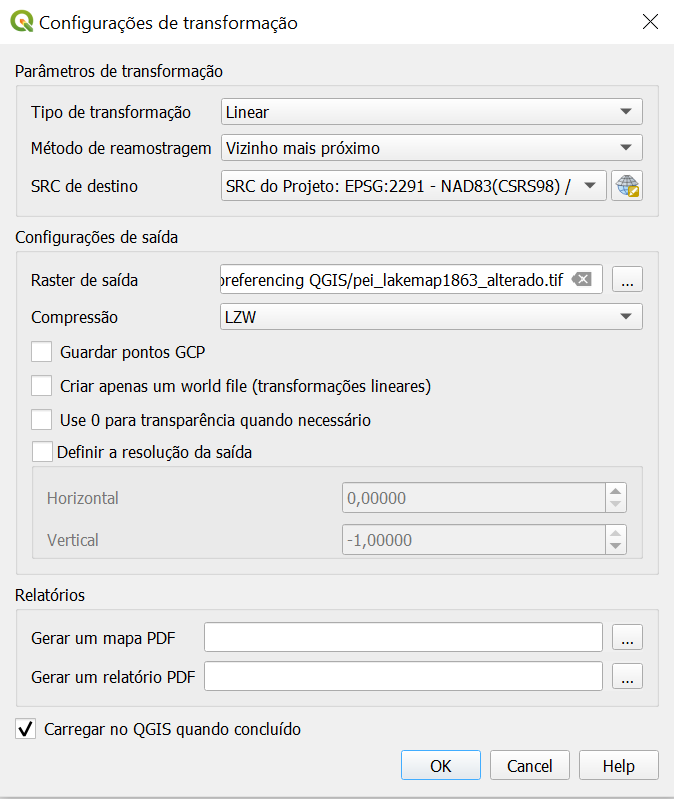 Configurações de transformação
Parâmetros de transformação
Tipo de transformação Linear
Método de reamostragem Vizinho mais próximo
SRC de destino SRC do Projeto: EPSG:2291 - NAD83(CSRS98) /
Configurações de saída
Raster de saída oreferencing QGIS/pei_lakemap1863_alterado.tif ...
Compressão LZW
Guardar pontos GCP
Criar apenas um world file (transformações lineares)
Use 0 para transparência quando necessário
Definir a resolução da saída
Horizontal 0,00000
Vertical -1,00000
Relatórios
Gerar um mapa PDF ...
Gerar um relatório PDF ...
Carregar no QGIS quando concluído
OK Cancel Help